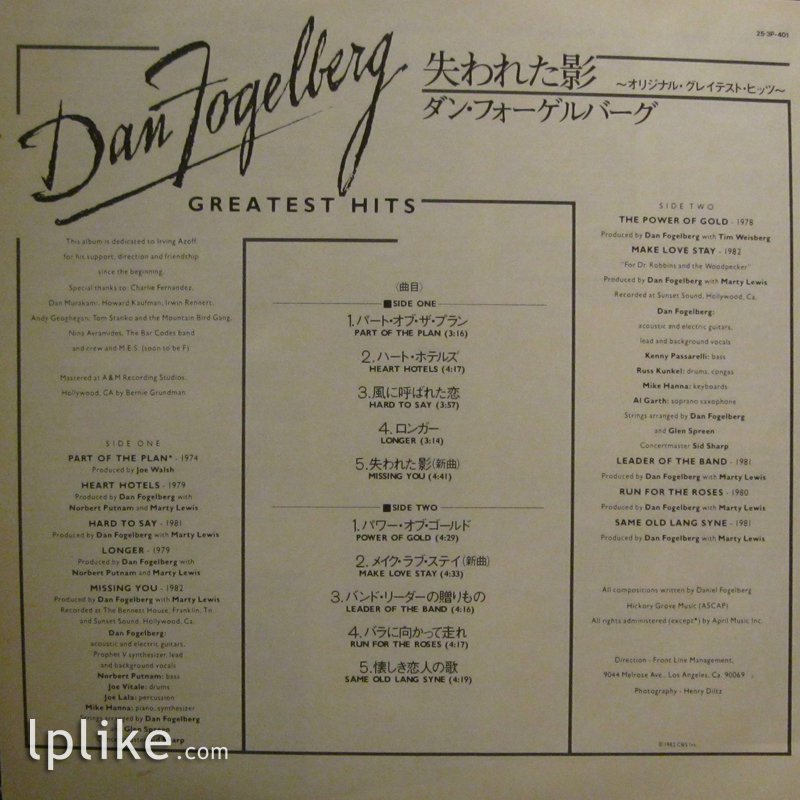 25·3P-401
Dan Fogelberg
失われた影
~オリジナル・グレイテスト・ヒッツ~
ダン・フォーゲルバーグ
GREATEST HITS
This album is dedicated to Irving Azoff
for his support, direction and friendship
since the beginning.
Special thanks to: Charlie Fernandez,
Dan Murakami, Howard Kaufman, Irwin Rennert,
Andy Geoghegan, Tom Stanko and the Mountain Bird Gang,
Nina Avramides, The Bar Codes band
and crew and M.E.S. (soon to be F)
Mastered at A&M Recording Studios,
Hollywood, CA by Bernie Grundman
SIDE ONE
PART OF THE PLAN* - 1974
Produced by Joe Walsh
HEART HOTELS - 1979
Produced by Dan Fogelberg with
Norbert Putnam and Marty Lewis
HARD TO SAY - 1981
Produced by Dan Fogelberg with Marty Lewis
LONGER - 1979
Produced by Dan Fogelberg with
Norbert Putnam and Marty Lewis
MISSING YOU - 1982
Produced by Dan Fogelberg with Marty Lewis
Recorded at The Bennett House, Franklin, Tn
and Sunset Sound, Hollywood, Ca.
Dan Fogelberg:
acoustic and electric guitars,
Prophet V synthesizer, lead
and background vocals
Norbert Putnam: bass
Joe Vitale: drums
Joe Lala: percussion
Mike Hanna: piano, synthesizer
Strings arranged by Dan Fogelberg
Glen Spreen
Sharp
〈曲目〉
■SIDE ONE
1.パート・オブ・ザ・プラン
PART OF THE PLAN (3:16)
2.ハート・ホテルズ
HEART HOTELS (4:17)
3.風に呼ばれた恋
HARD TO SAY (3:57)
4.ロンガー
LONGER (3:14)
5.失われた影(新曲)
MISSING YOU (4:41)
■SIDE TWO
1.パワー・オブ・ゴールド
POWER OF GOLD (4:29)
2.メイク・ラブ・ステイ(新曲)
MAKE LOVE STAY (4:33)
3.バンド・リーダーの贈りもの
LEADER OF THE BAND (4:16)
4.バラに向かって走れ
RUN FOR THE ROSES (4:17)
5.懐しき恋人の歌
SAME OLD LANG SYNE (4:19)
SIDE TWO
THE POWER OF GOLD - 1978
Produced by Dan Fogelberg with Tim Weisberg
MAKE LOVE STAY - 1982
"For Dr. Robbins and the Woodpecker"
Produced by Dan Fogelberg with Marty Lewis
Recorded at Sunset Sound, Hollywood, Ca.
Dan Fogelberg:
acoustic and electric guitars,
lead and background vocals
Kenny Passarelli: bass
Russ Kunkel: drums, congas
Mike Hanna: keyboards
Al Garth: soprano saxophone
Strings arranged by Dan Fogelberg
and Glen Spreen
Concertmaster Sid Sharp
LEADER OF THE BAND - 1981
Produced by Dan Fogelberg with Marty Lewis
RUN FOR THE ROSES - 1980
Produced by Dan Fogelberg with Marty Lewis
SAME OLD LANG SYNE - 1981
Produced by Dan Fogelberg with Marty Lewis
All compositions written by Daniel Fogelberg
Hickory Grove Music (ASCAP)
All rights administered (except*) by April Music Inc.
Direction - Front Line Management,
9044 Melrose Ave., Los Angeles, Ca. 90069
Photography - Henry Diltz
© 1982 CBS Inc.
lplike.com